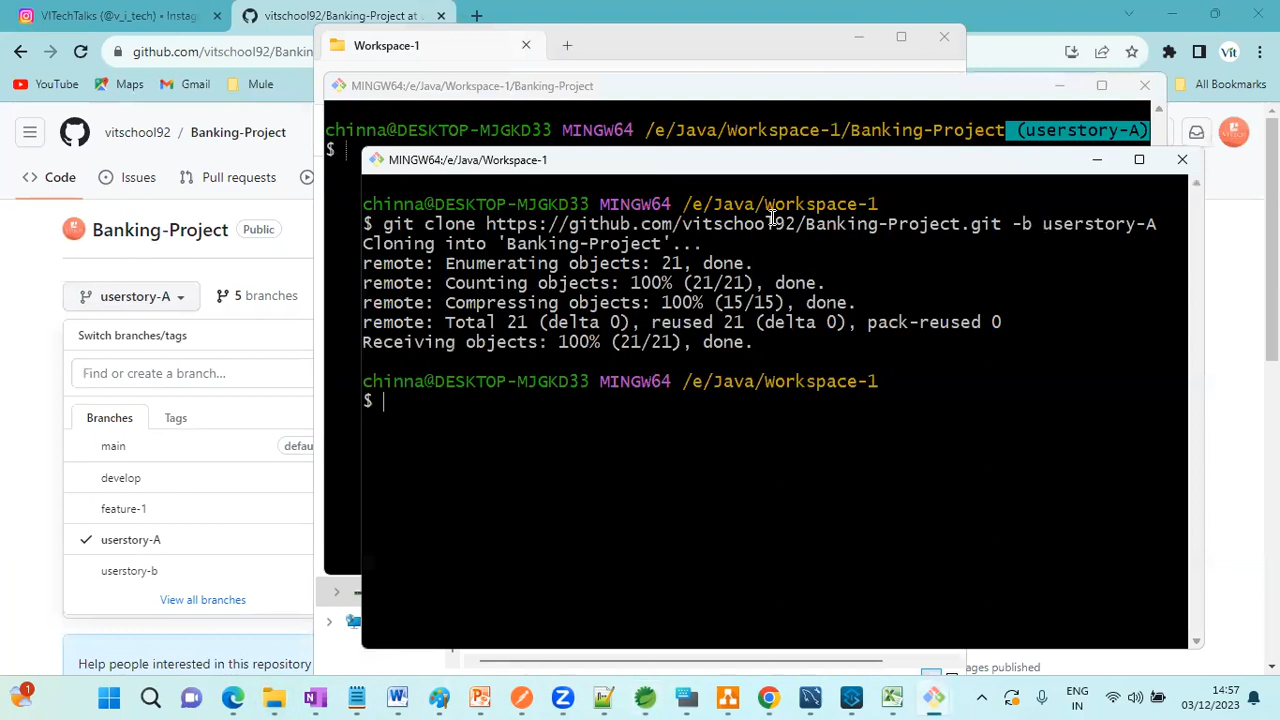 VITechTalks (@v_i_tech) • Instag
vitschool92/Banking-Project at
Workspace-1
github.com/vitschool92/Bankin
YouTube
Maps
Gmail
Mule
All Bookmarks
MINGW64:/e/Java/Workspace-1/Banking-Project
vitschool92 / Banking-Project
chinna@DESKTOP-MJGKD33 MINGW64 /e/Java/Workspace-1/Banking-Project (userstory-A)
$
Code
Issues
Pull requests
MINGW64:/e/Java/Workspace-1
chinna@DESKTOP-MJGKD33 MINGW64 /e/Java/Workspace-1
$ git clone https://github.com/vitschool92/Banking-Project.git -b userstory-A
Cloning into 'Banking-Project'...
remote: Enumerating objects: 21, done.
remote: Counting objects: 100% (21/21), done.
remote: Compressing objects: 100% (15/15), done.
remote: Total 21 (delta 0), reused 21 (delta 0), pack-reused 0
Receiving objects: 100% (21/21), done.
chinna@DESKTOP-MJGKD33 MINGW64 /e/Java/Workspace-1
$
Banking-Project
userstory-A
5 branches
Switch branches/tags
Find or create a branch...
Branches
Tags
main
defau
develop
feature-1
userstory-A
userstory-b
View all branches
Help people interested in this repository
ages published
1
ENG
IN
14:57
03/12/2023